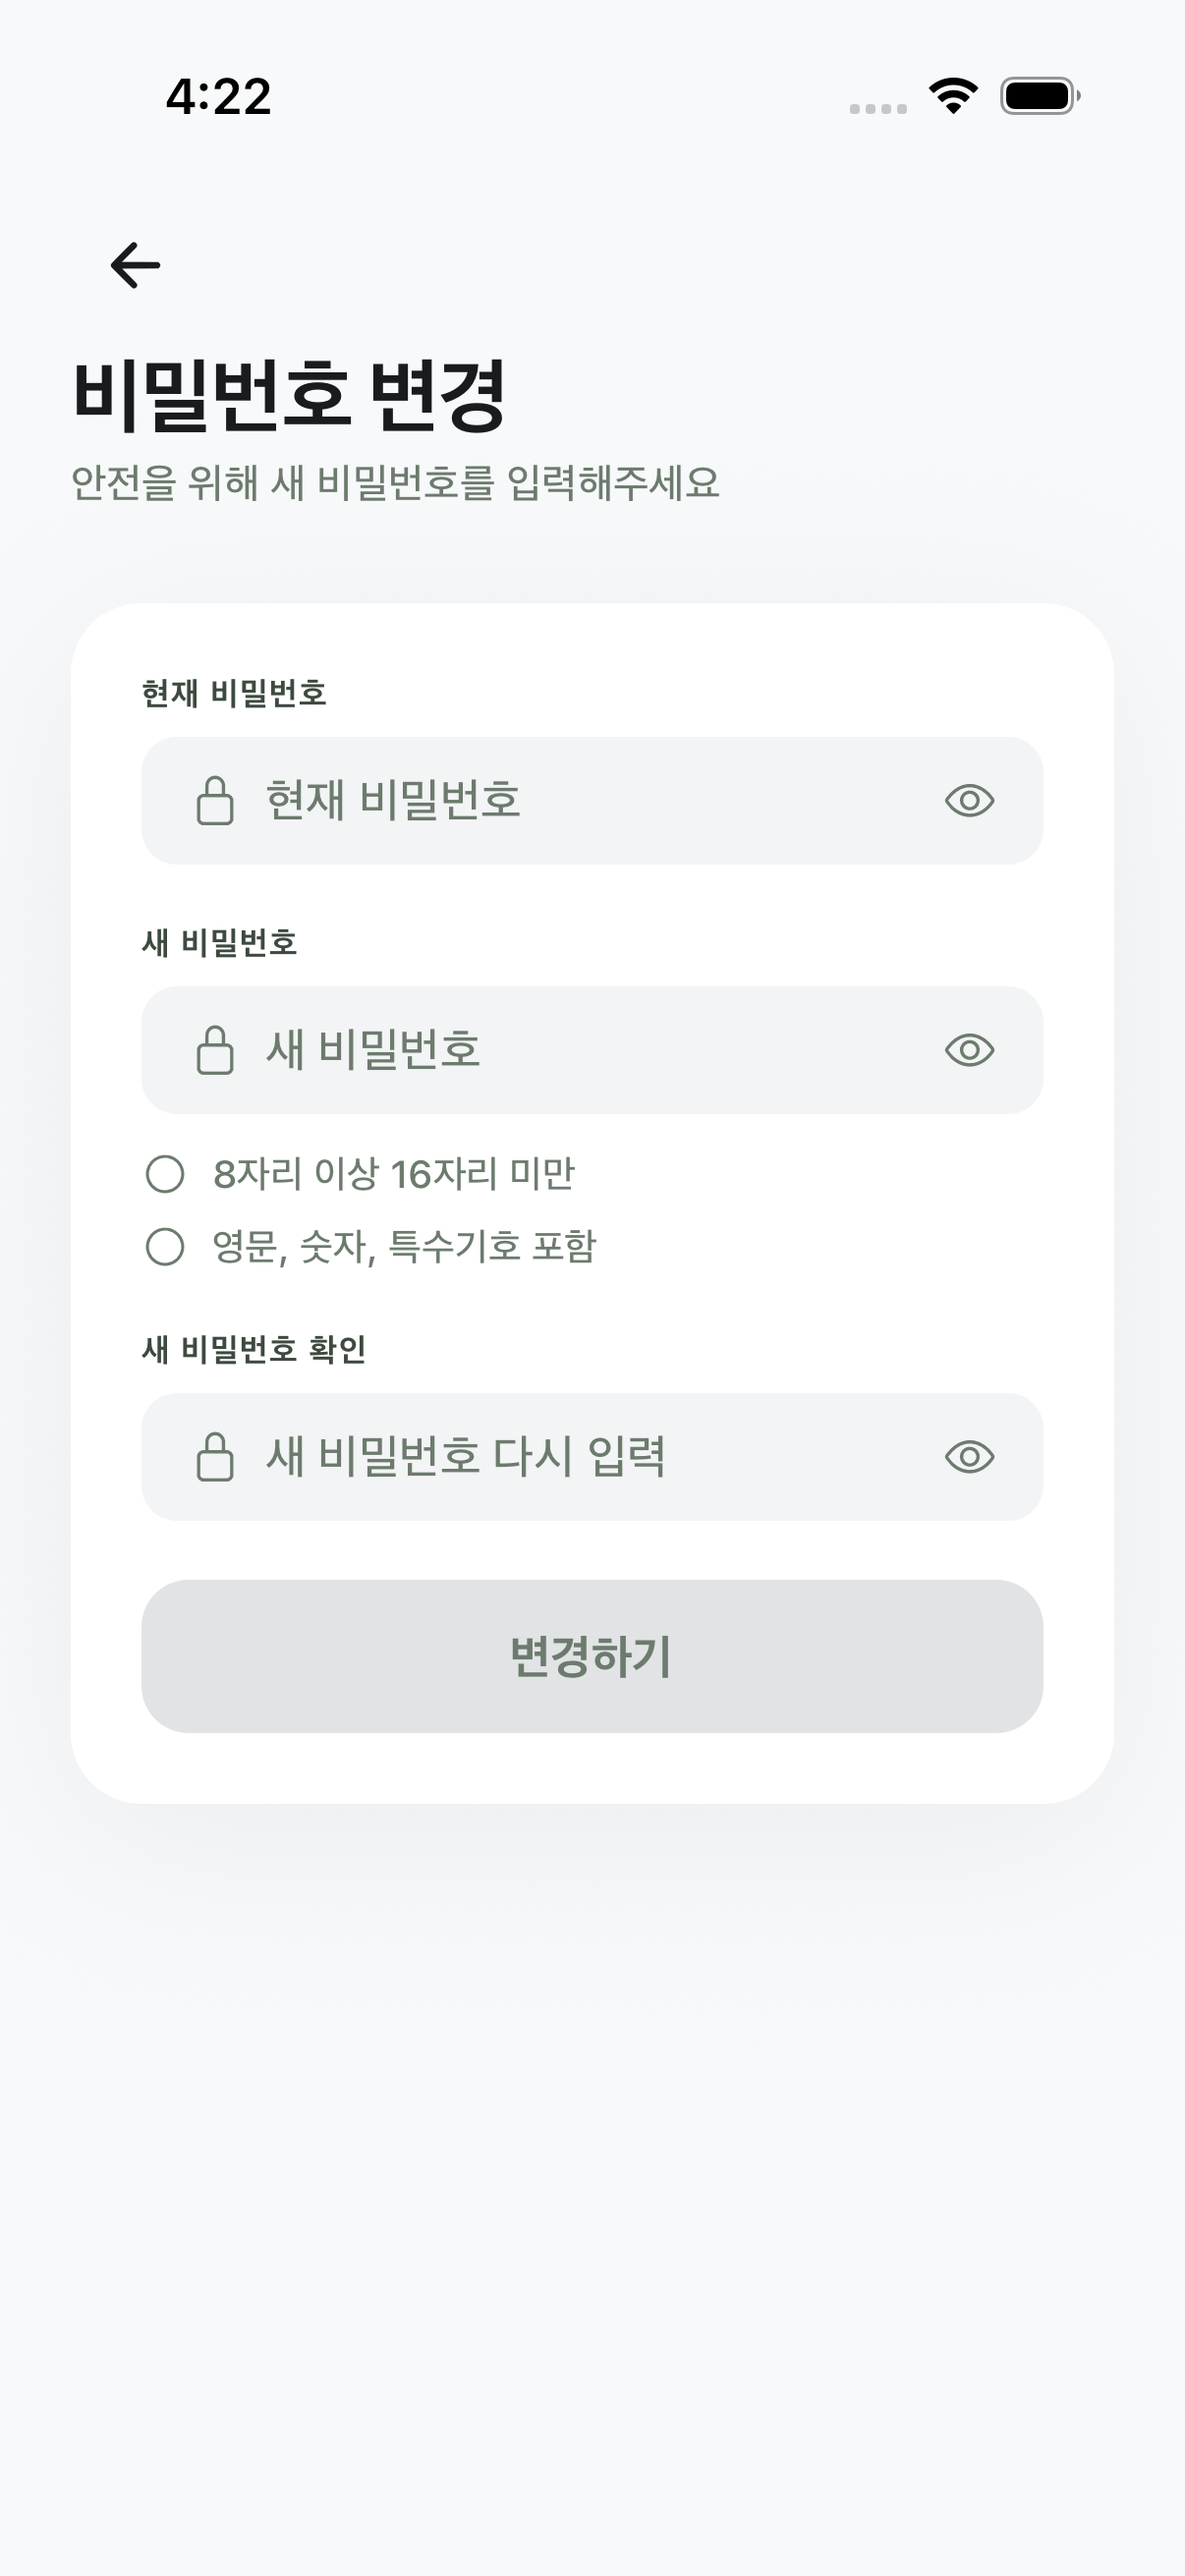 4:22
비밀번호 변경
안전을 위해 새 비밀번호를 입력해주세요
현재 비밀번호
현재 비밀번호
새 비밀번호
새 비밀번호
8자리 이상 16자리 미만
영문, 숫자, 특수기호 포함
새 비밀번호 확인
새 비밀번호 다시 입력
변경하기